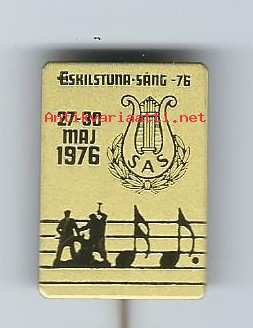 ESKILSTUNA-SÅNG -76
27-30
MAJ
1976
SAS
Antikvariaatti.net